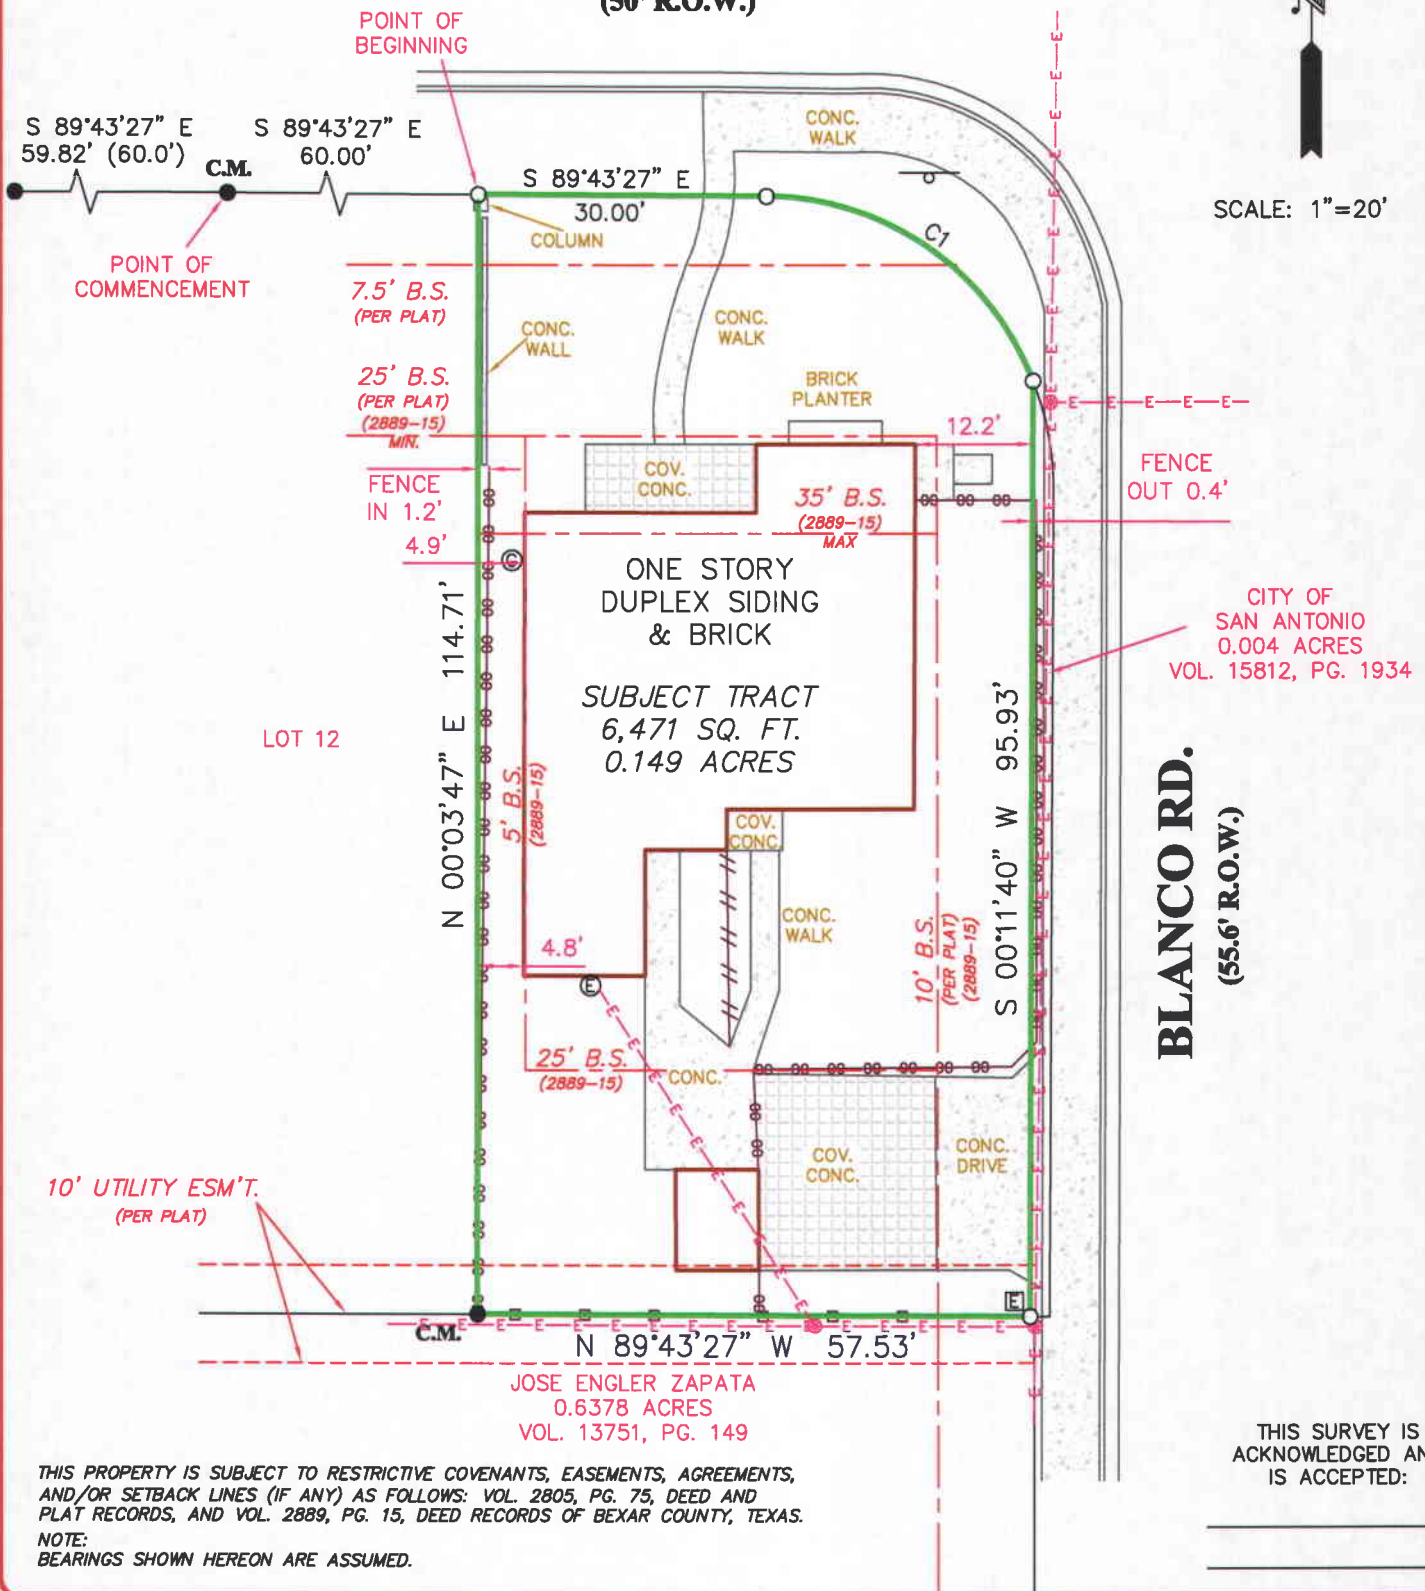 (50' R.O.W.)
POINT OF
BEGINNING
S 89°43'27" E
59.82' (60.0')
C.M.
S 89°43'27" E
60.00'
S 89°43'27" E
30.00'
CONC.
WALK
C1
SCALE: 1"=20'
COLUMN
POINT OF
COMMENCEMENT
7.5' B.S.
(PER PLAT)
CONC.
WALL
CONC.
WALK
25' B.S.
(PER PLAT)
(2889-15)
MIN.
BRICK
PLANTER
12.2'
E E E E
FENCE
IN 1.2'
COV.
CONC.
35' B.S.
(2889-15)
MAX
FENCE
OUT 0.4'
4.9'
C
ONE STORY
DUPLEX SIDING
& BRICK
SUBJECT TRACT
6,471 SQ. FT.
0.149 ACRES
CITY OF
SAN ANTONIO
0.004 ACRES
VOL. 15812, PG. 1934
N 00°03'47" E 114.71'
LOT 12
5' B.S.
(2889-15)
S 00°11'40" W 95.93'
BLANCO RD.
(55.6' R.O.W.)
COV.
CONC.
CONC.
WALK
10' B.S.
(PER PLAT)
(2889-15)
4.8'
E
25' B.S.
(2889-15)
CONC.
COV.
CONC.
CONC.
DRIVE
10' UTILITY ESM'T.
(PER PLAT)
E
C.M.
N 89°43'27" W 57.53'
JOSE ENGLER ZAPATA
0.6378 ACRES
VOL. 13751, PG. 149
THIS SURVEY IS
ACKNOWLEDGED AN
IS ACCEPTED:
THIS PROPERTY IS SUBJECT TO RESTRICTIVE COVENANTS, EASEMENTS, AGREEMENTS,
AND/OR SETBACK LINES (IF ANY) AS FOLLOWS: VOL. 2805, PG. 75, DEED AND
PLAT RECORDS, AND VOL. 2889, PG. 15, DEED RECORDS OF BEXAR COUNTY, TEXAS.
NOTE:
BEARINGS SHOWN HEREON ARE ASSUMED.